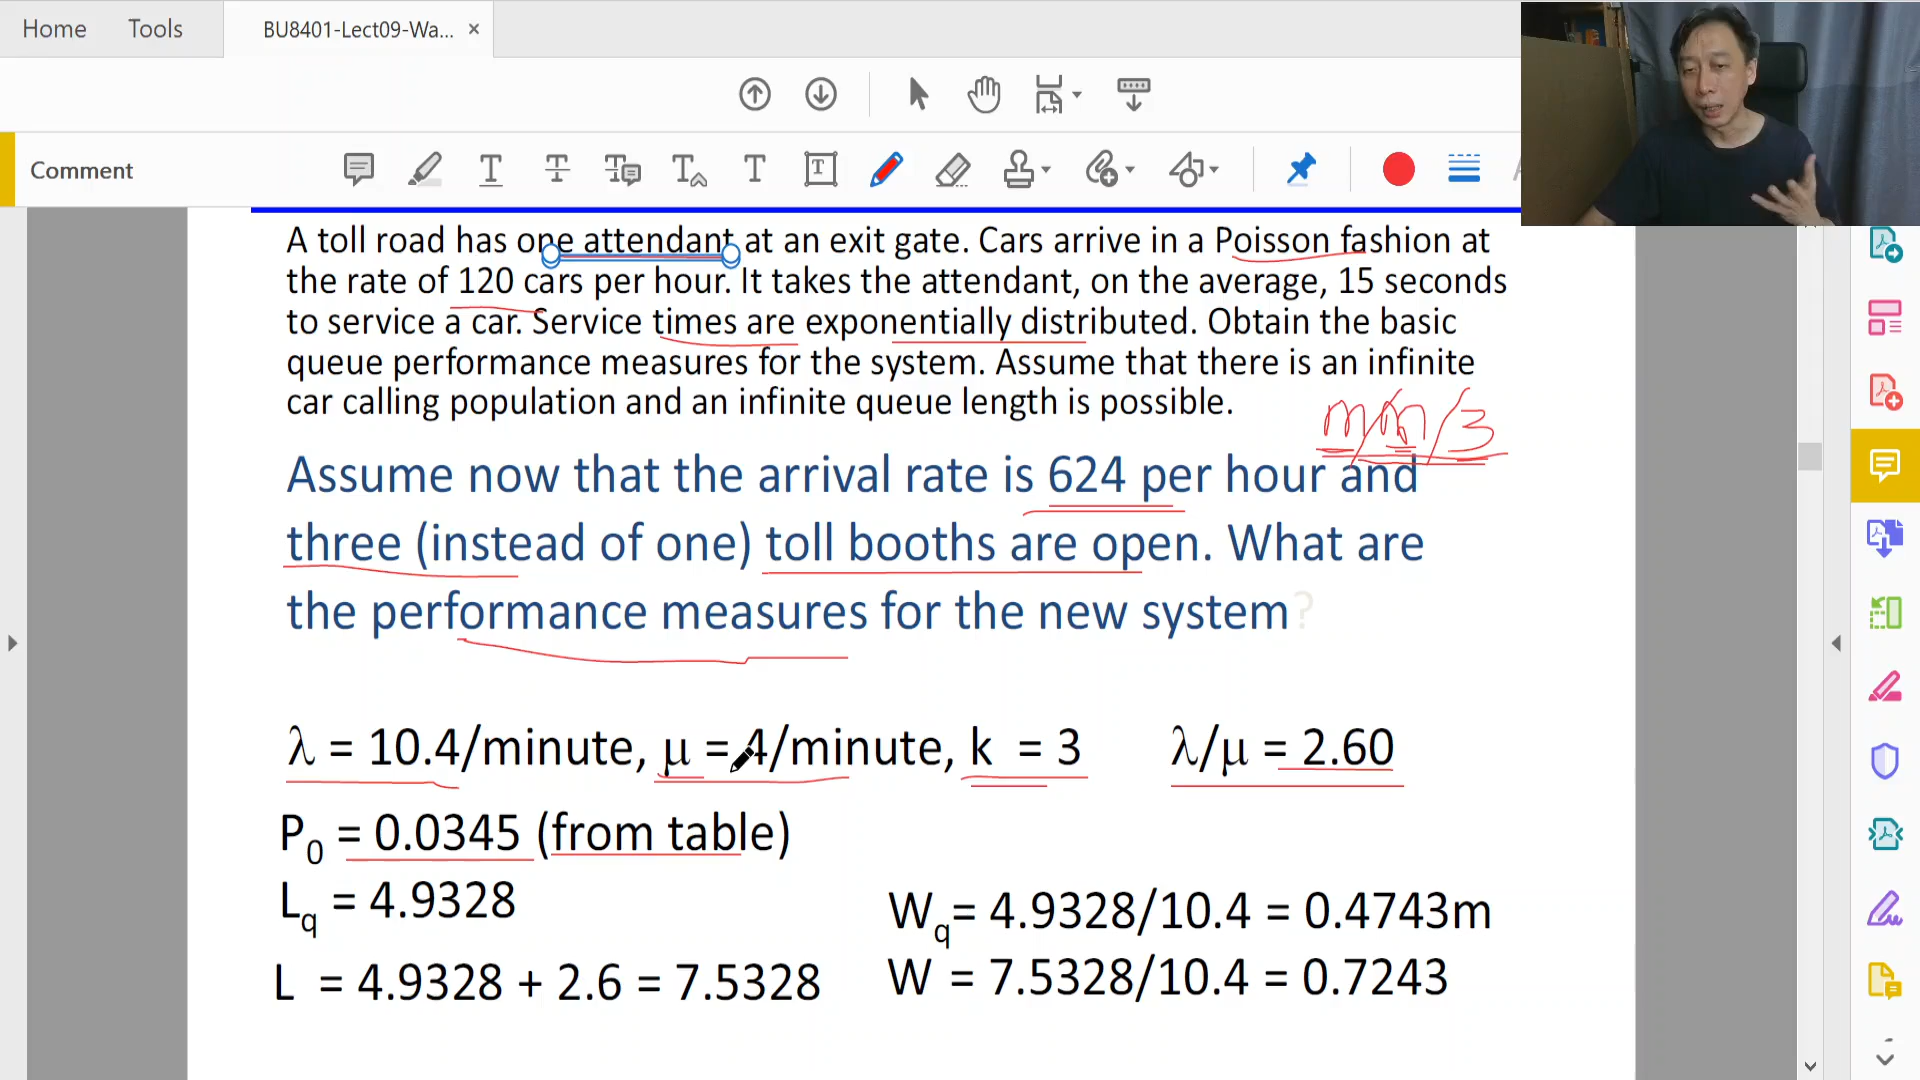 Home
Tools
BU8401-Lect09-Wa...
Comment
A toll road has one attendant at an exit gate. Cars arrive in a Poisson fashion at
the rate of 120 cars per hour. It takes the attendant, on the average, 15 seconds
to service a car. Service times are exponentially distributed. Obtain the basic
queue performance measures for the system. Assume that there is an infinite
car calling population and an infinite queue length is possible.
m/m/3
Assume now that the arrival rate is 624 per hour and
three (instead of one) toll booths are open. What are
the performance measures for the new system?
λ = 10.4/minute, μ = 4/minute, k = 3 λ/μ = 2.60
P0 = 0.0345 (from table)
Lq = 4.9328
Wq = 4.9328/10.4 = 0.4743m
L = 4.9328 + 2.6 = 7.5328
W = 7.5328/10.4 = 0.7243